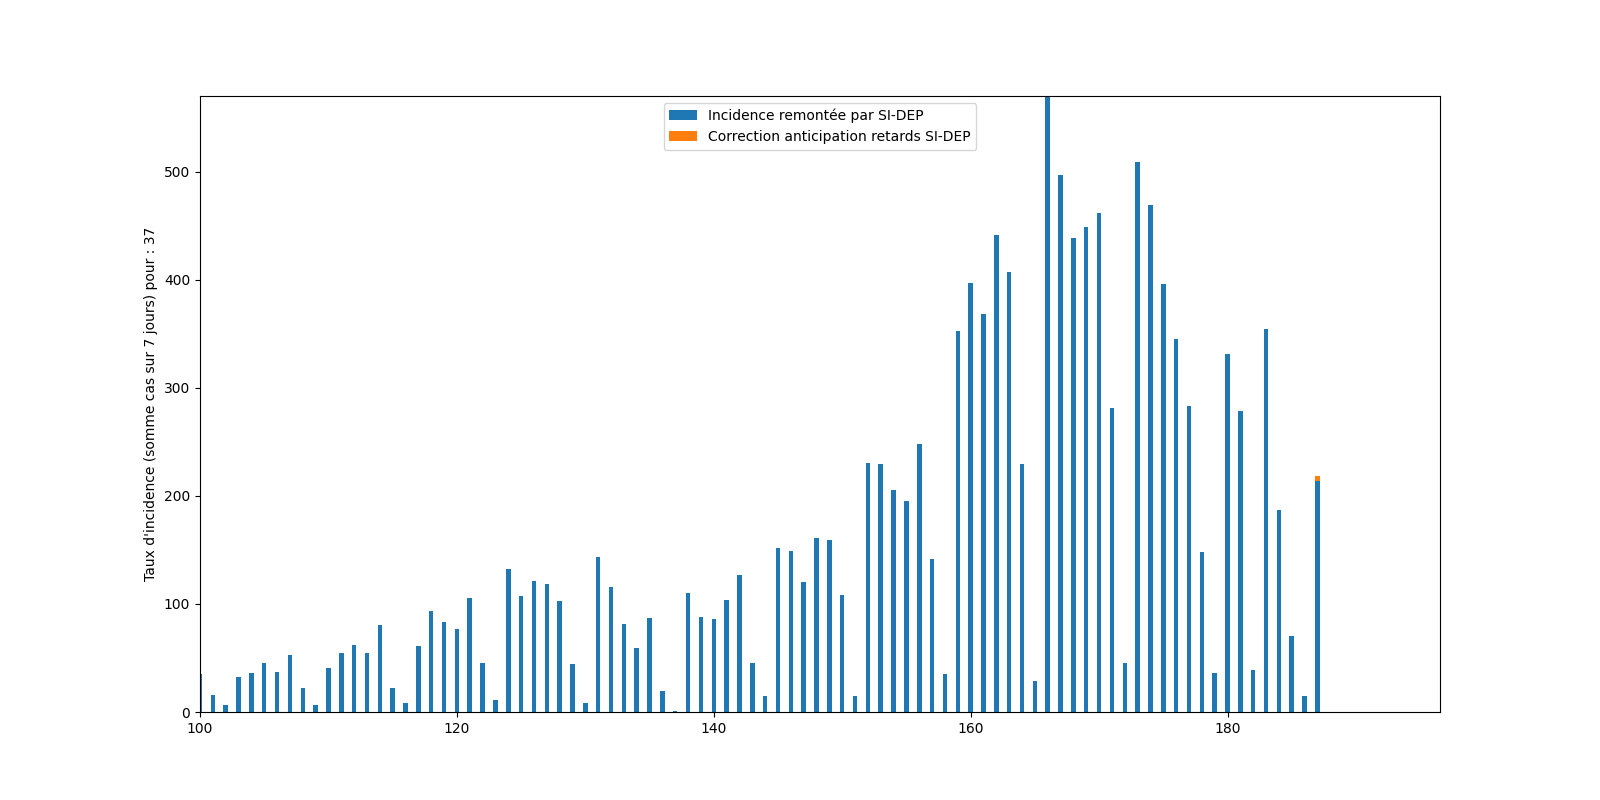 Incidence remontée par SI-DEP
Correction anticipation retards SI-DEP
Taux d'incidence (somme cas sur 7 jours) pour : 37
500
400
300
200
100
0
100 120 140 160 180